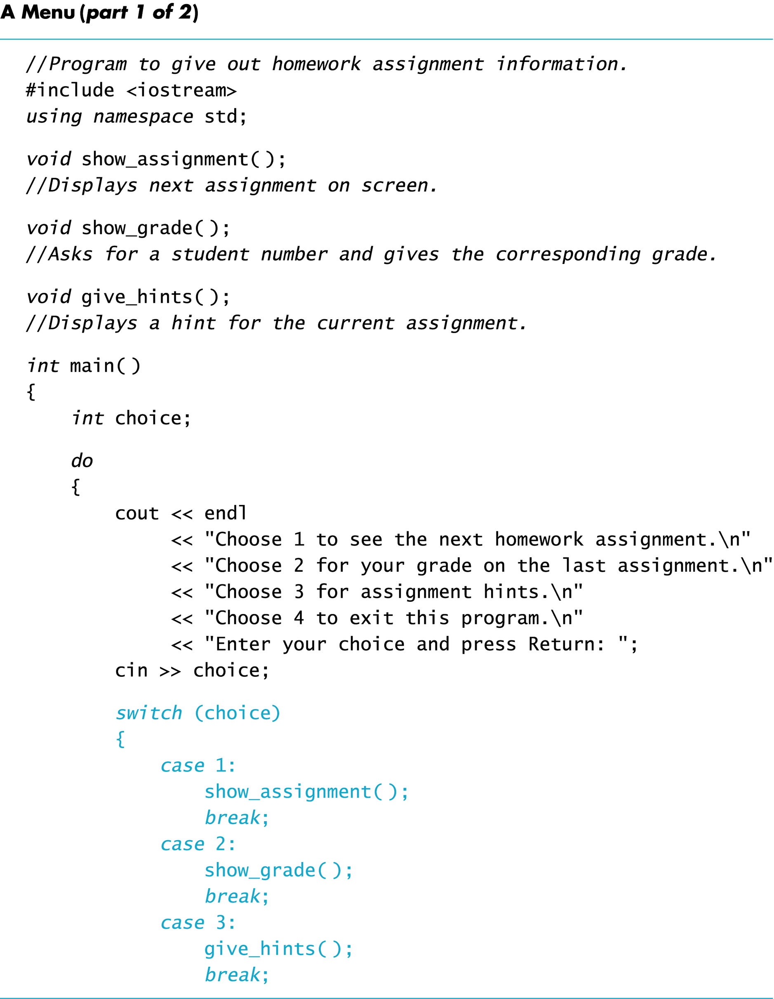 A Menu (part 1 of 2)
//Program to give out homework assignment information.
#include <iostream>
using namespace std;
void show_assignment( );
//Displays next assignment on screen.
void show_grade( );
//Asks for a student number and gives the corresponding grade.
void give_hints( );
//Displays a hint for the current assignment.
int main( )
{
int choice;
do
{
cout << endl
<< "Choose 1 to see the next homework assignment.\n"
<< "Choose 2 for your grade on the last assignment.\n"
<< "Choose 3 for assignment hints.\n"
<< "Choose 4 to exit this program.\n"
<< "Enter your choice and press Return: ";
cin >> choice;
switch (choice)
{
case 1:
show_assignment( );
break;
case 2:
show_grade( );
break;
case 3:
give_hints( );
break;